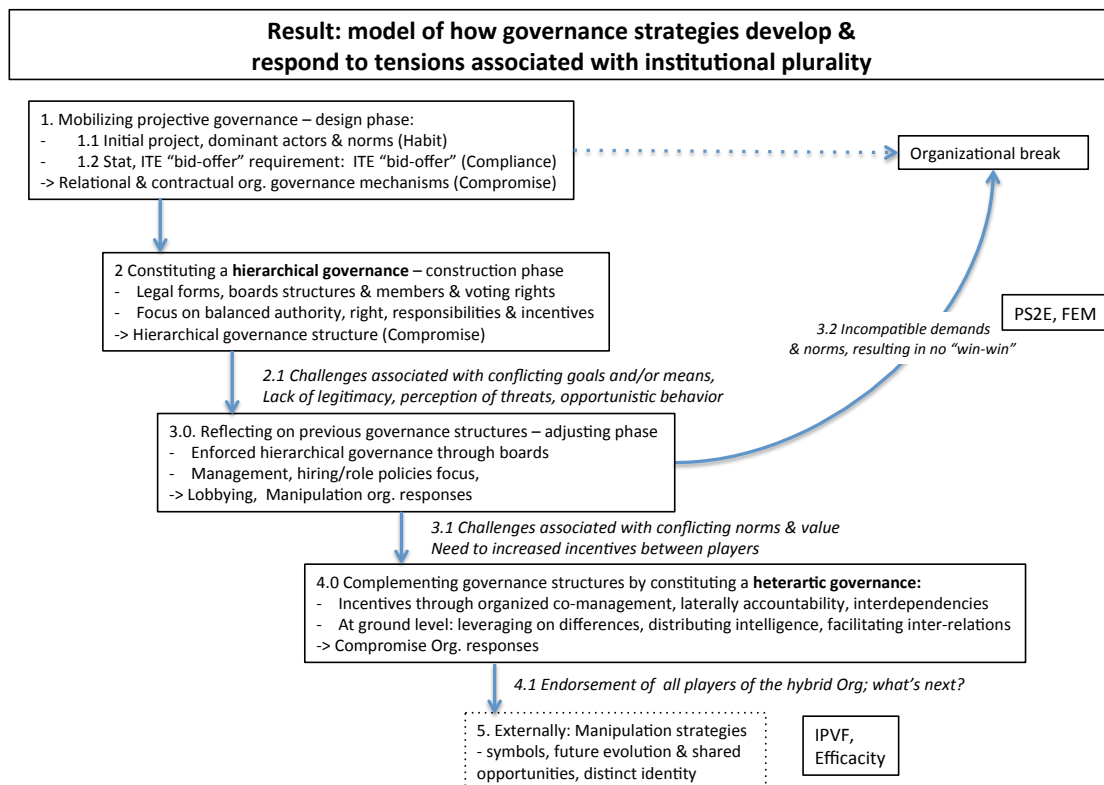 Result: model of how governance strategies develop &
respond to tensions associated with institutional plurality
1. Mobilizing projective governance – design phase:
- 1.1 Initial project, dominant actors & norms (Habit)
- 1.2 Stat, ITE “bid-offer” requirement: ITE “bid-offer” (Compliance)
-> Relational & contractual org. governance mechanisms (Compromise)
Organizational break
2 Constituting a hierarchical governance – construction phase
- Legal forms, boards structures & members & voting rights
- Focus on balanced authority, right, responsibilities & incentives
-> Hierarchical governance structure (Compromise)
PS2E, FEM
3.2 Incompatible demands
& norms, resulting in no “win-win”
2.1 Challenges associated with conflicting goals and/or means,
Lack of legitimacy, perception of threats, opportunistic behavior
3.0. Reflecting on previous governance structures – adjusting phase
- Enforced hierarchical governance through boards
- Management, hiring/role policies focus,
-> Lobbying, Manipulation org. responses
3.1 Challenges associated with conflicting norms & value
Need to increased incentives between players
4.0 Complementing governance structures by constituting a heterartic governance:
- Incentives through organized co-management, laterally accountability, interdependencies
- At ground level: leveraging on differences, distributing intelligence, facilitating inter-relations
-> Compromise Org. responses
4.1 Endorsement of all players of the hybrid Org; what’s next?
5. Externally: Manipulation strategies
- symbols, future evolution & shared
opportunities, distinct identity
IPVF,
Efficacity